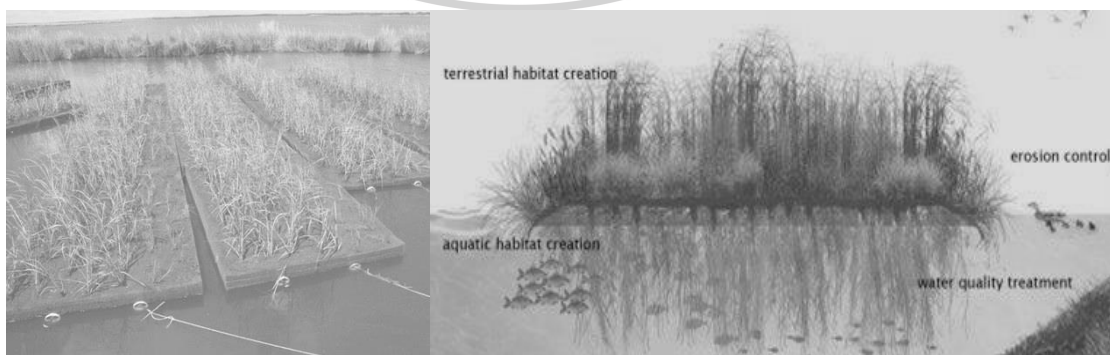 terrestrial habitat creation
erosion control
aquatic habitat creation
water quality treatment